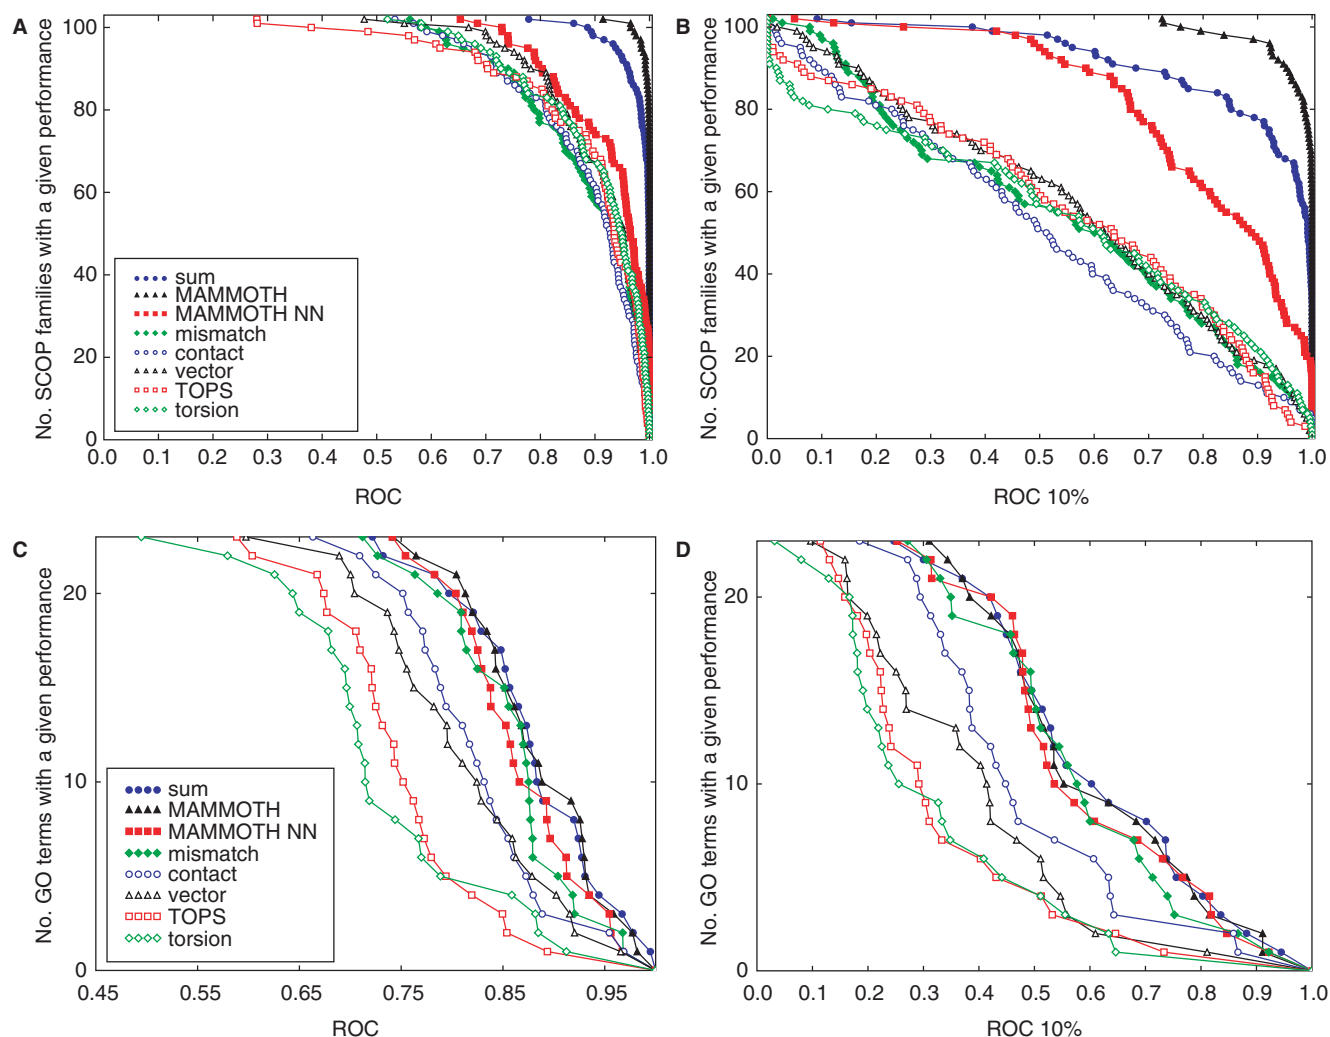 A
No. SCOP families with a given performance
100
80
60
40
20
0
sum
MAMMOTH
MAMMOTH NN
mismatch
contact
vector
TOPS
torsion
0.0 0.1 0.2 0.3 0.4 0.5 0.6 0.7 0.8 0.9 1.0
ROC
B
No. SCOP families with a given performance
100
80
60
40
20
0
0.0 0.1 0.2 0.3 0.4 0.5 0.6 0.7 0.8 0.9 1.0
ROC 10%
C
No. GO terms with a given performance
20
10
0
sum
MAMMOTH
MAMMOTH NN
mismatch
contact
vector
TOPS
torsion
0.45 0.55 0.65 0.75 0.85 0.95
ROC
D
No. GO terms with a given performance
20
10
0
0.0 0.1 0.2 0.3 0.4 0.5 0.6 0.7 0.8 0.9 1.0
ROC 10%